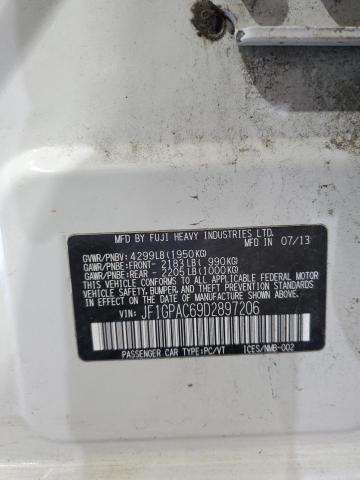 MFD BY FUJI HEAVY INDUSTRIES LTD.
MFD IN 07/13
GVWR/PNBV: 4299LB(1950KG)
GAWR/PNBE:FRONT- 2183LB( 990KG)
GAWR/PNBE:REAR - 2205LB(1000KG)
THIS VEHICLE CONFORMS TO ALL APPLICABLE FEDERAL MOTOR VEHICLE SAFETY, BUMPER, AND THEFT PREVENTION STANDARDS IN EFFECT ON THE DATE OF MANUFACTURE SHOWN ABOVE.
VIN: JF1GPAC69D2897206
PASSENGER CAR TYPE:PC/VT ICES/NMB-002